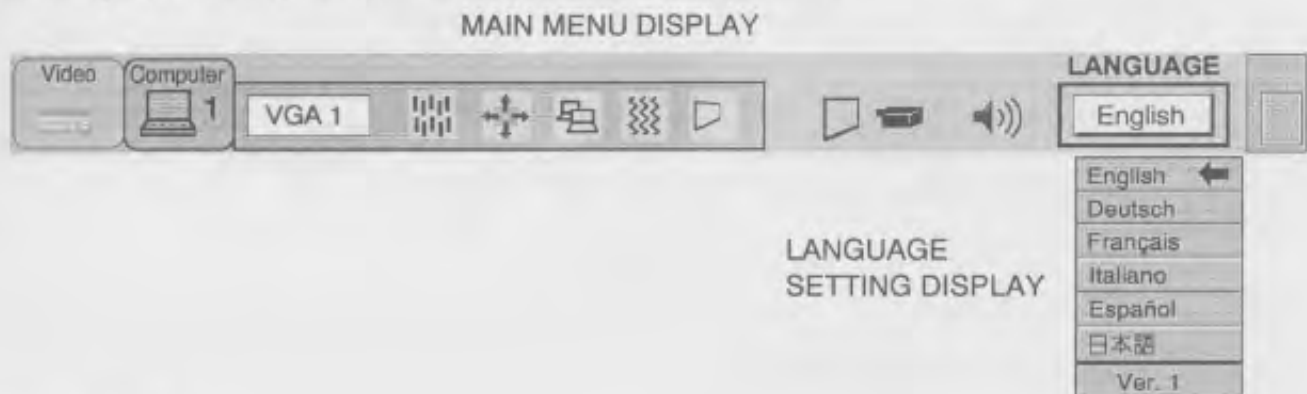 MAIN MENU DISPLAY
Video
Computer
1
VGA 1
LANGUAGE
English
English
Deutsch
Français
Italiano
Español
日本語
Ver. 1
LANGUAGE
SETTING DISPLAY